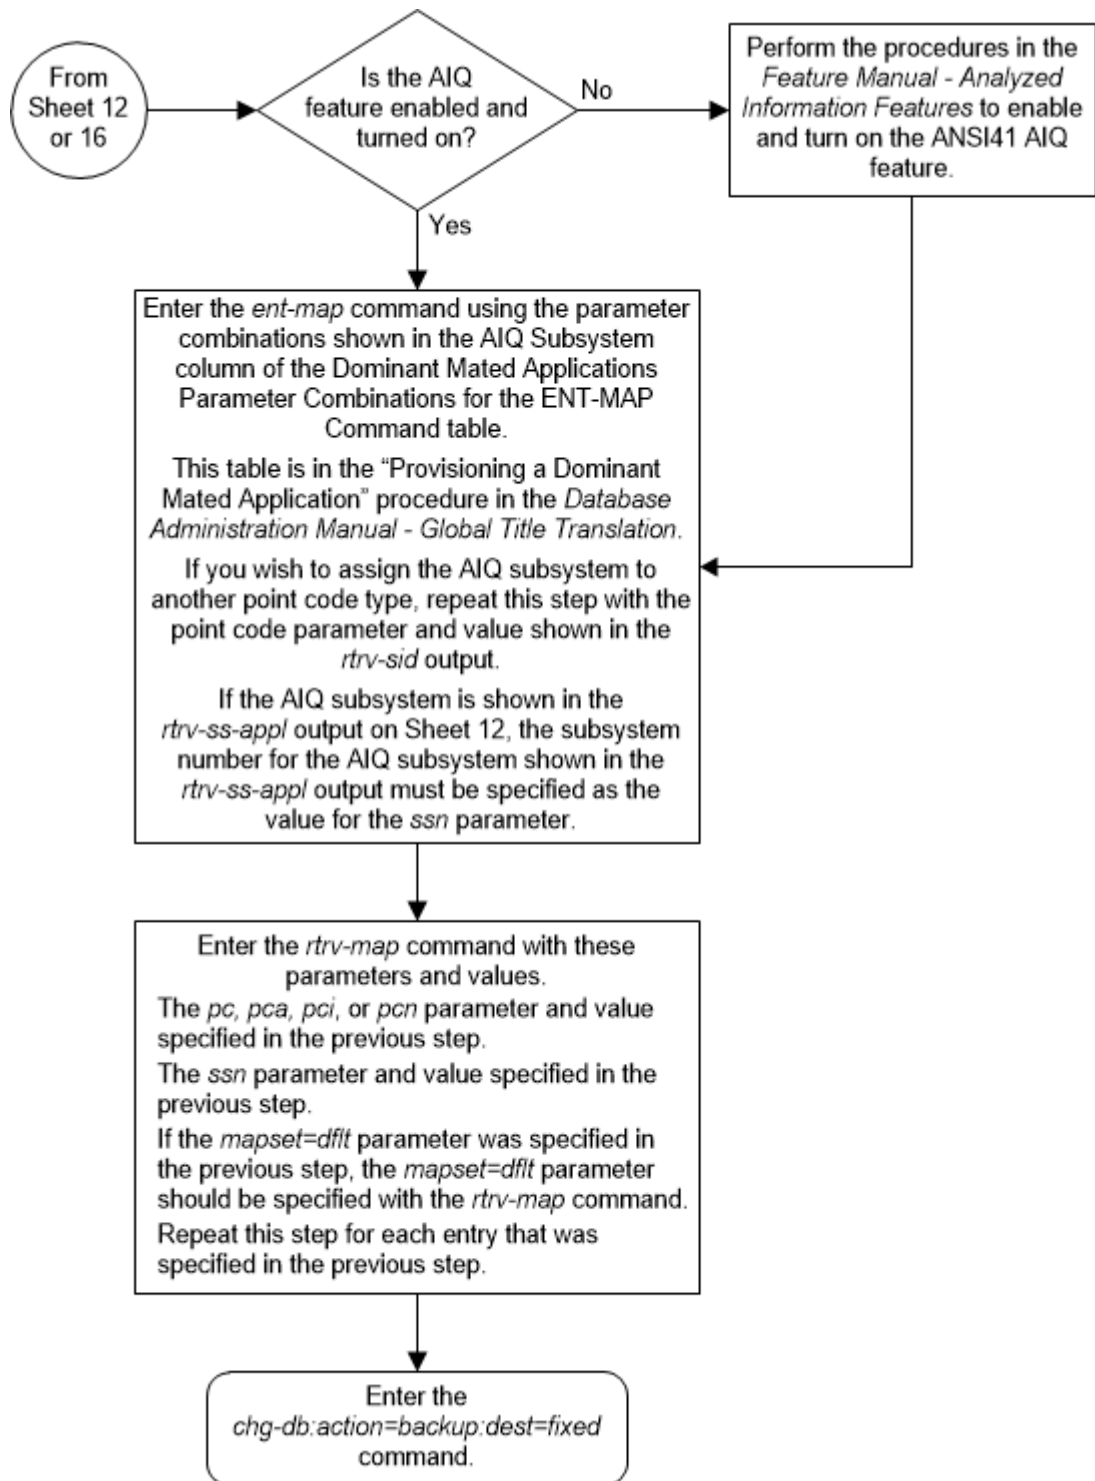 From
Sheet 12
or 16
Is the AIQ
feature enabled and
turned on?
No
Perform the procedures in the
Feature Manual - Analyzed
Information Features to enable
and turn on the ANSI41 AIQ
feature.
Yes
Enter the ent-map command using the parameter
combinations shown in the AIQ Subsystem
column of the Dominant Mated Applications
Parameter Combinations for the ENT-MAP
Command table.
This table is in the “Provisioning a Dominant
Mated Application” procedure in the Database
Administration Manual - Global Title Translation.
If you wish to assign the AIQ subsystem to
another point code type, repeat this step with the
point code parameter and value shown in the
rtrv-sid output.
If the AIQ subsystem is shown in the
rtrv-ss-appl output on Sheet 12, the subsystem
number for the AIQ subsystem shown in the
rtrv-ss-appl output must be specified as the
value for the ssn parameter.
Enter the rtrv-map command with these
parameters and values.
The pc, pca, pci, or pcn parameter and value
specified in the previous step.
The ssn parameter and value specified in the
previous step.
If the mapset=dflt parameter was specified in
the previous step, the mapset=dflt parameter
should be specified with the rtrv-map command.
Repeat this step for each entry that was
specified in the previous step.
Enter the
chg-db:action=backup:dest=fixed
command.